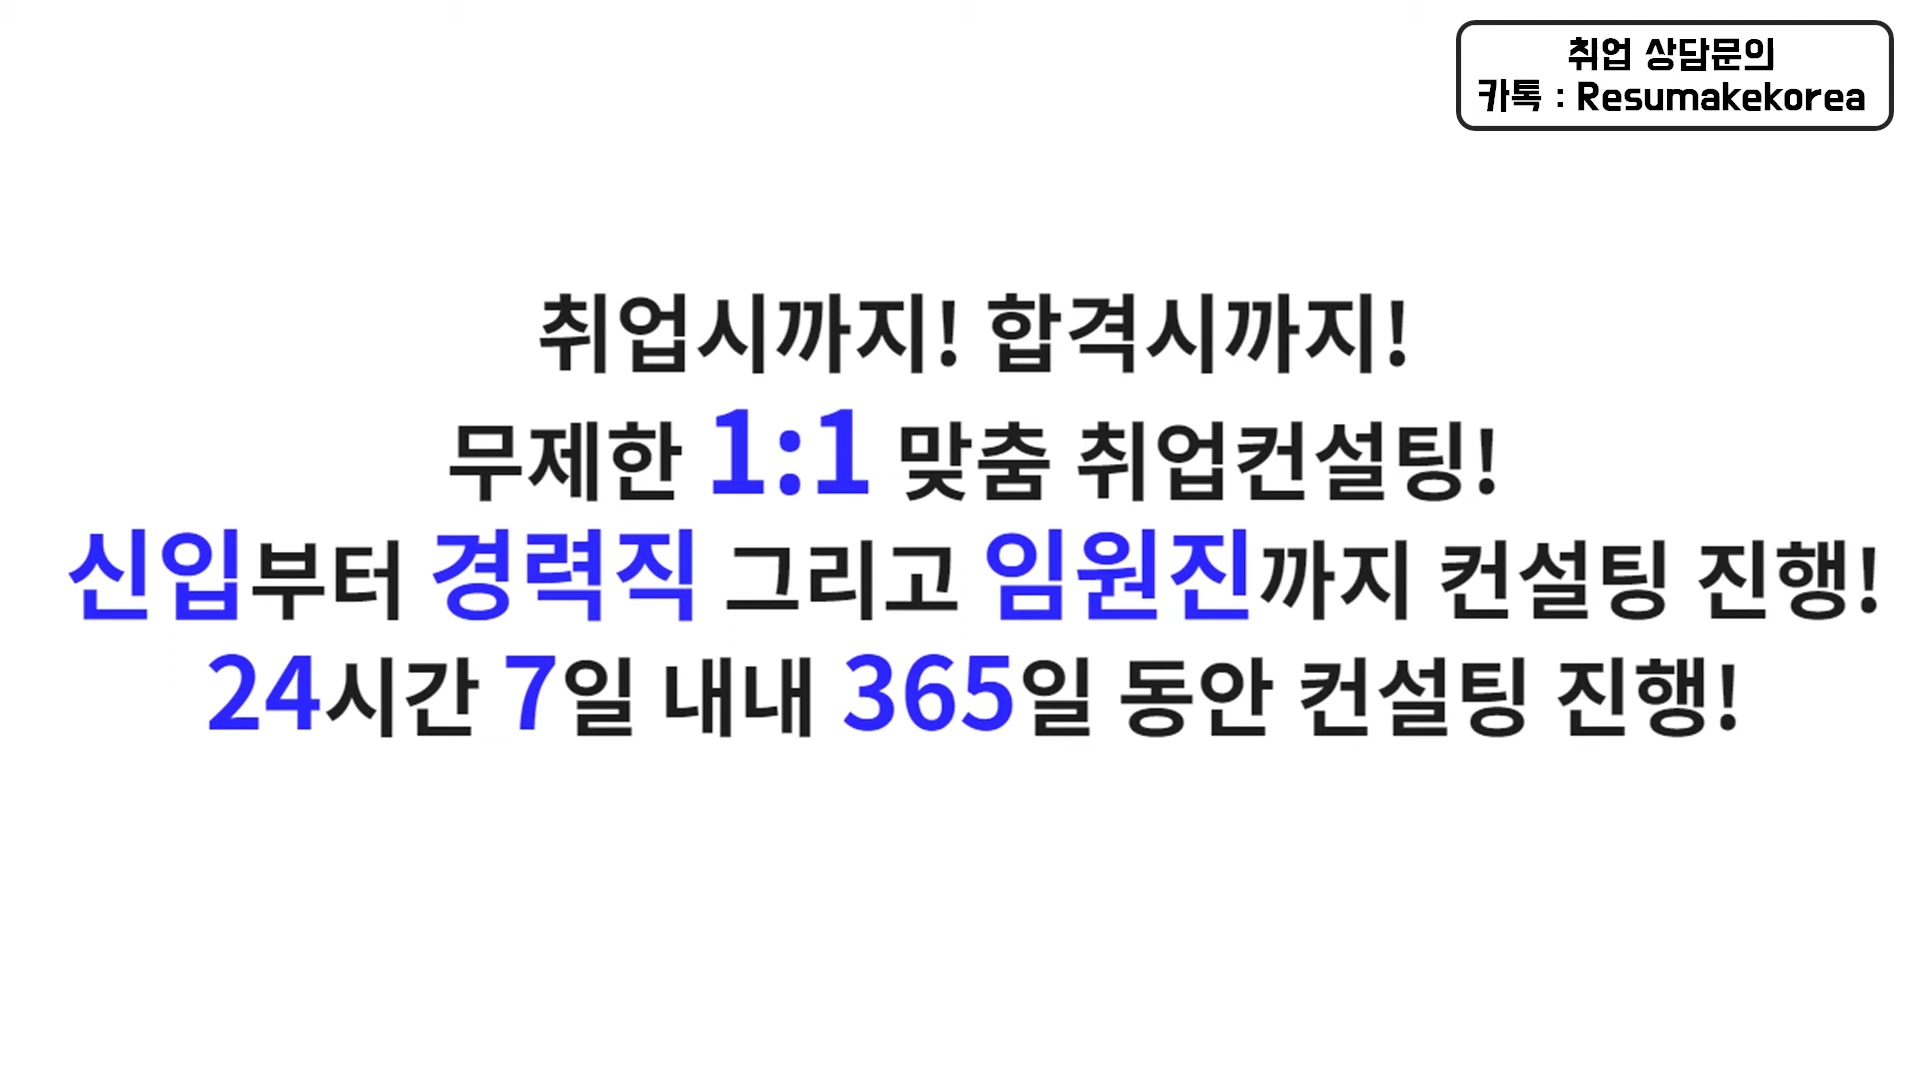 취업 상담문의
카톡 : Resumakekorea
취업시까지! 합격시까지!
무제한 1:1 맞춤 취업컨설팅!
신입부터 경력직 그리고 임원진까지 컨설팅 진행!
24시간 7일 내내 365일 동안 컨설팅 진행!